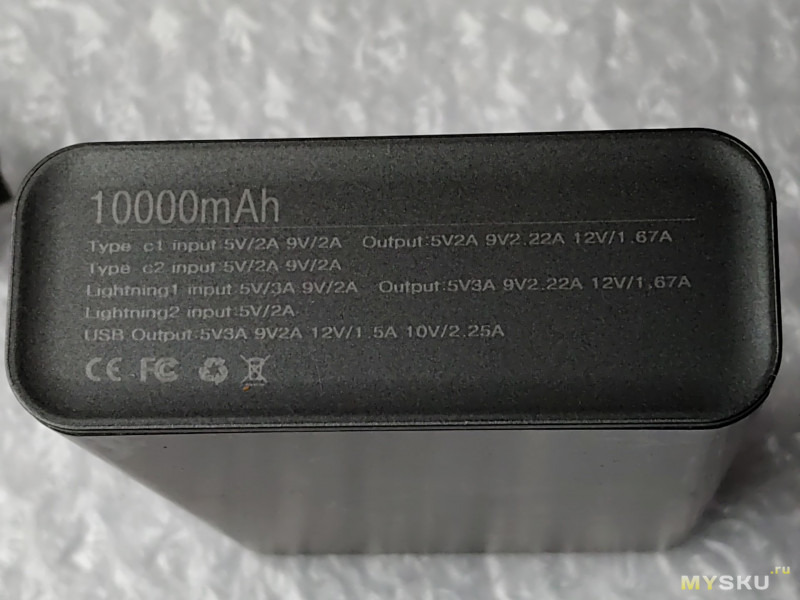 10000mAh
Type c1 input:5V/2A 9V/2A Output:5V2A 9V2.22A 12V/1.67A
Type c2 input:5V/2A 9V/2A
Lightning1 input:5V/3A 9V/2A Output:5V3A 9V2.22A 12V/1.67A
Lightning2 input:5V/2A
USB Output:5V3A 9V2A 12V/1.5A 10V/2.25A
CE FC
MYSKU.ru